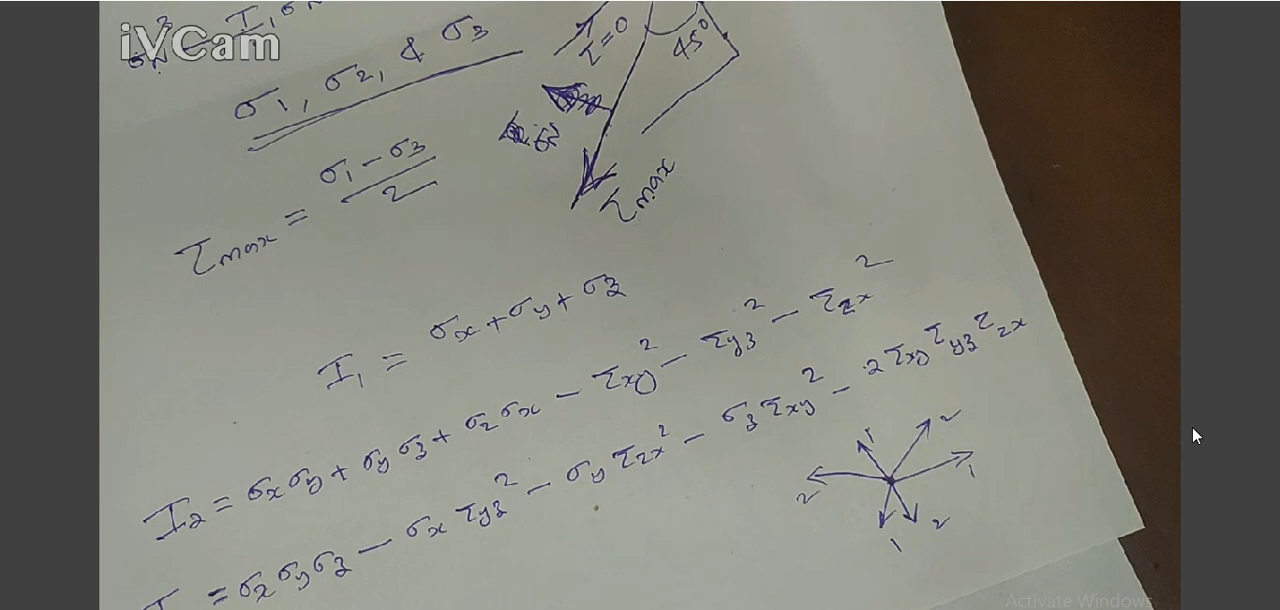 iVCam
σ1, σ2, & σ3
τ=0
45°
τmax = (σ1 - σ3)/2
τmax
I1 = σx + σy + σz
I2 = σxσy + σyσz + σzσx - τxy² - τyz² - τzx²
= σxσyσz - σxτyz² - σyτzx² - σzτxy² - 2τxyτyzτzx
1 2
2 1
1 2
Activate Windows